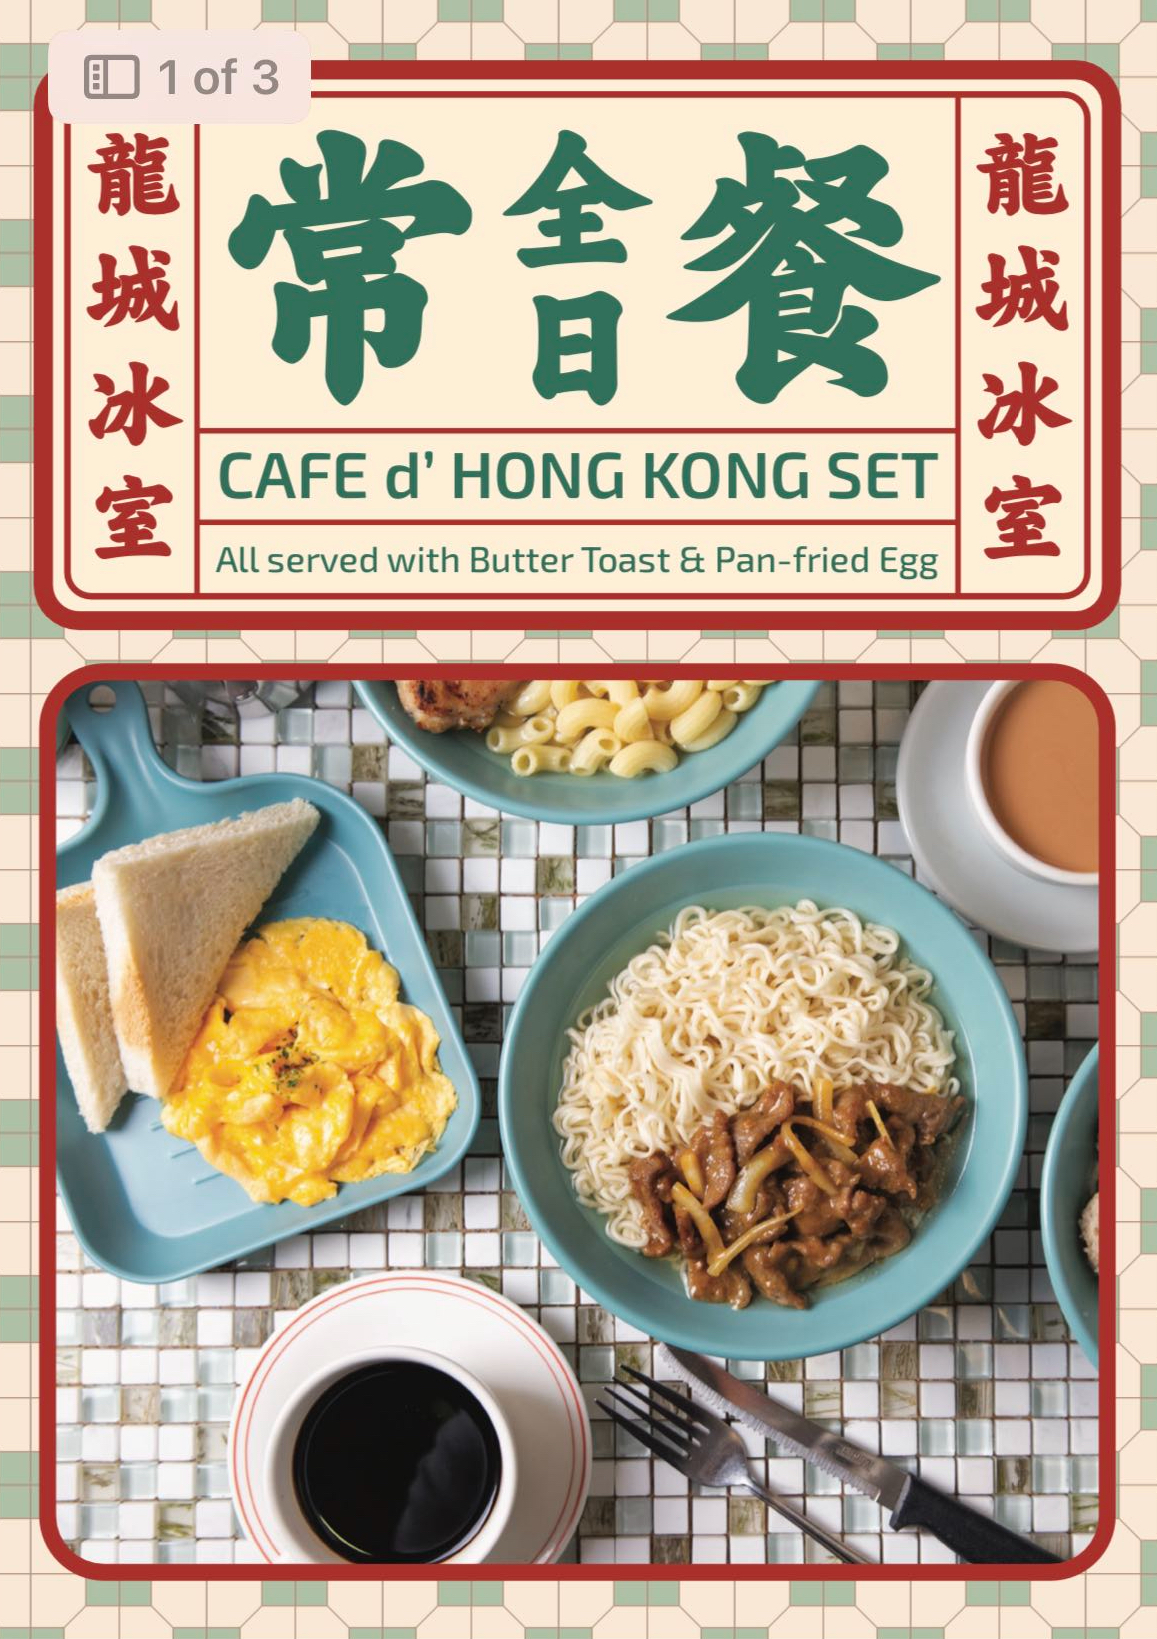 1 of 3
龍城冰室
常全日餐
龍城冰室
CAFE d’ HONG KONG SET
All served with Butter Toast & Pan-fried Egg